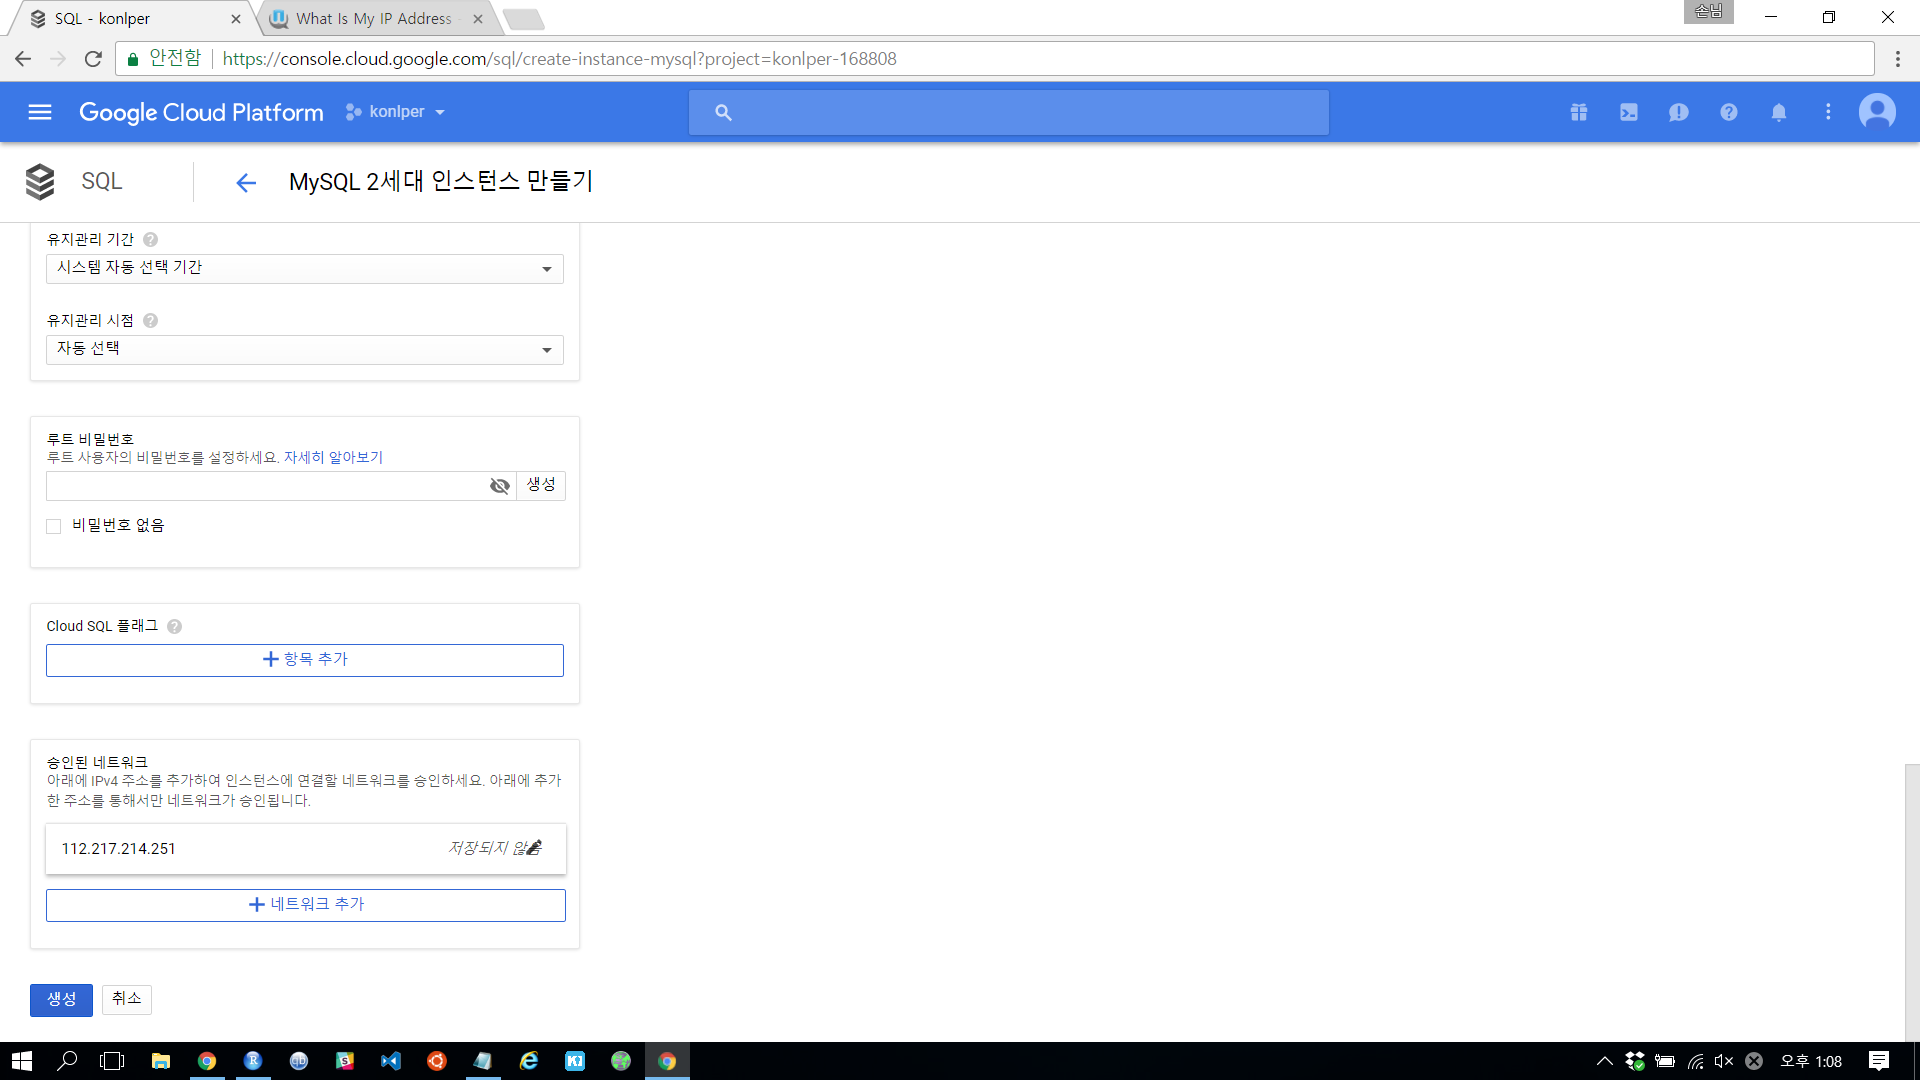 SQL - konlper
What Is My IP Address
손님
안전함
https://console.cloud.google.com/sql/create-instance-mysql?project=konlper-168808
Google Cloud Platform
konlper
SQL
MySQL 2세대 인스턴스 만들기
유지관리 기간
시스템 자동 선택 기간
유지관리 시점
자동 선택
루트 비밀번호
루트 사용자의 비밀번호를 설정하세요. 자세히 알아보기
생성
비밀번호 없음
Cloud SQL 플래그
항목 추가
승인된 네트워크
아래에 IPv4 주소를 추가하여 인스턴스에 연결할 네트워크를 승인하세요. 아래에 추가
한 주소를 통해서만 네트워크가 승인됩니다.
112.217.214.251
저장되지 않음
네트워크 추가
생성
취소
오후 1:08